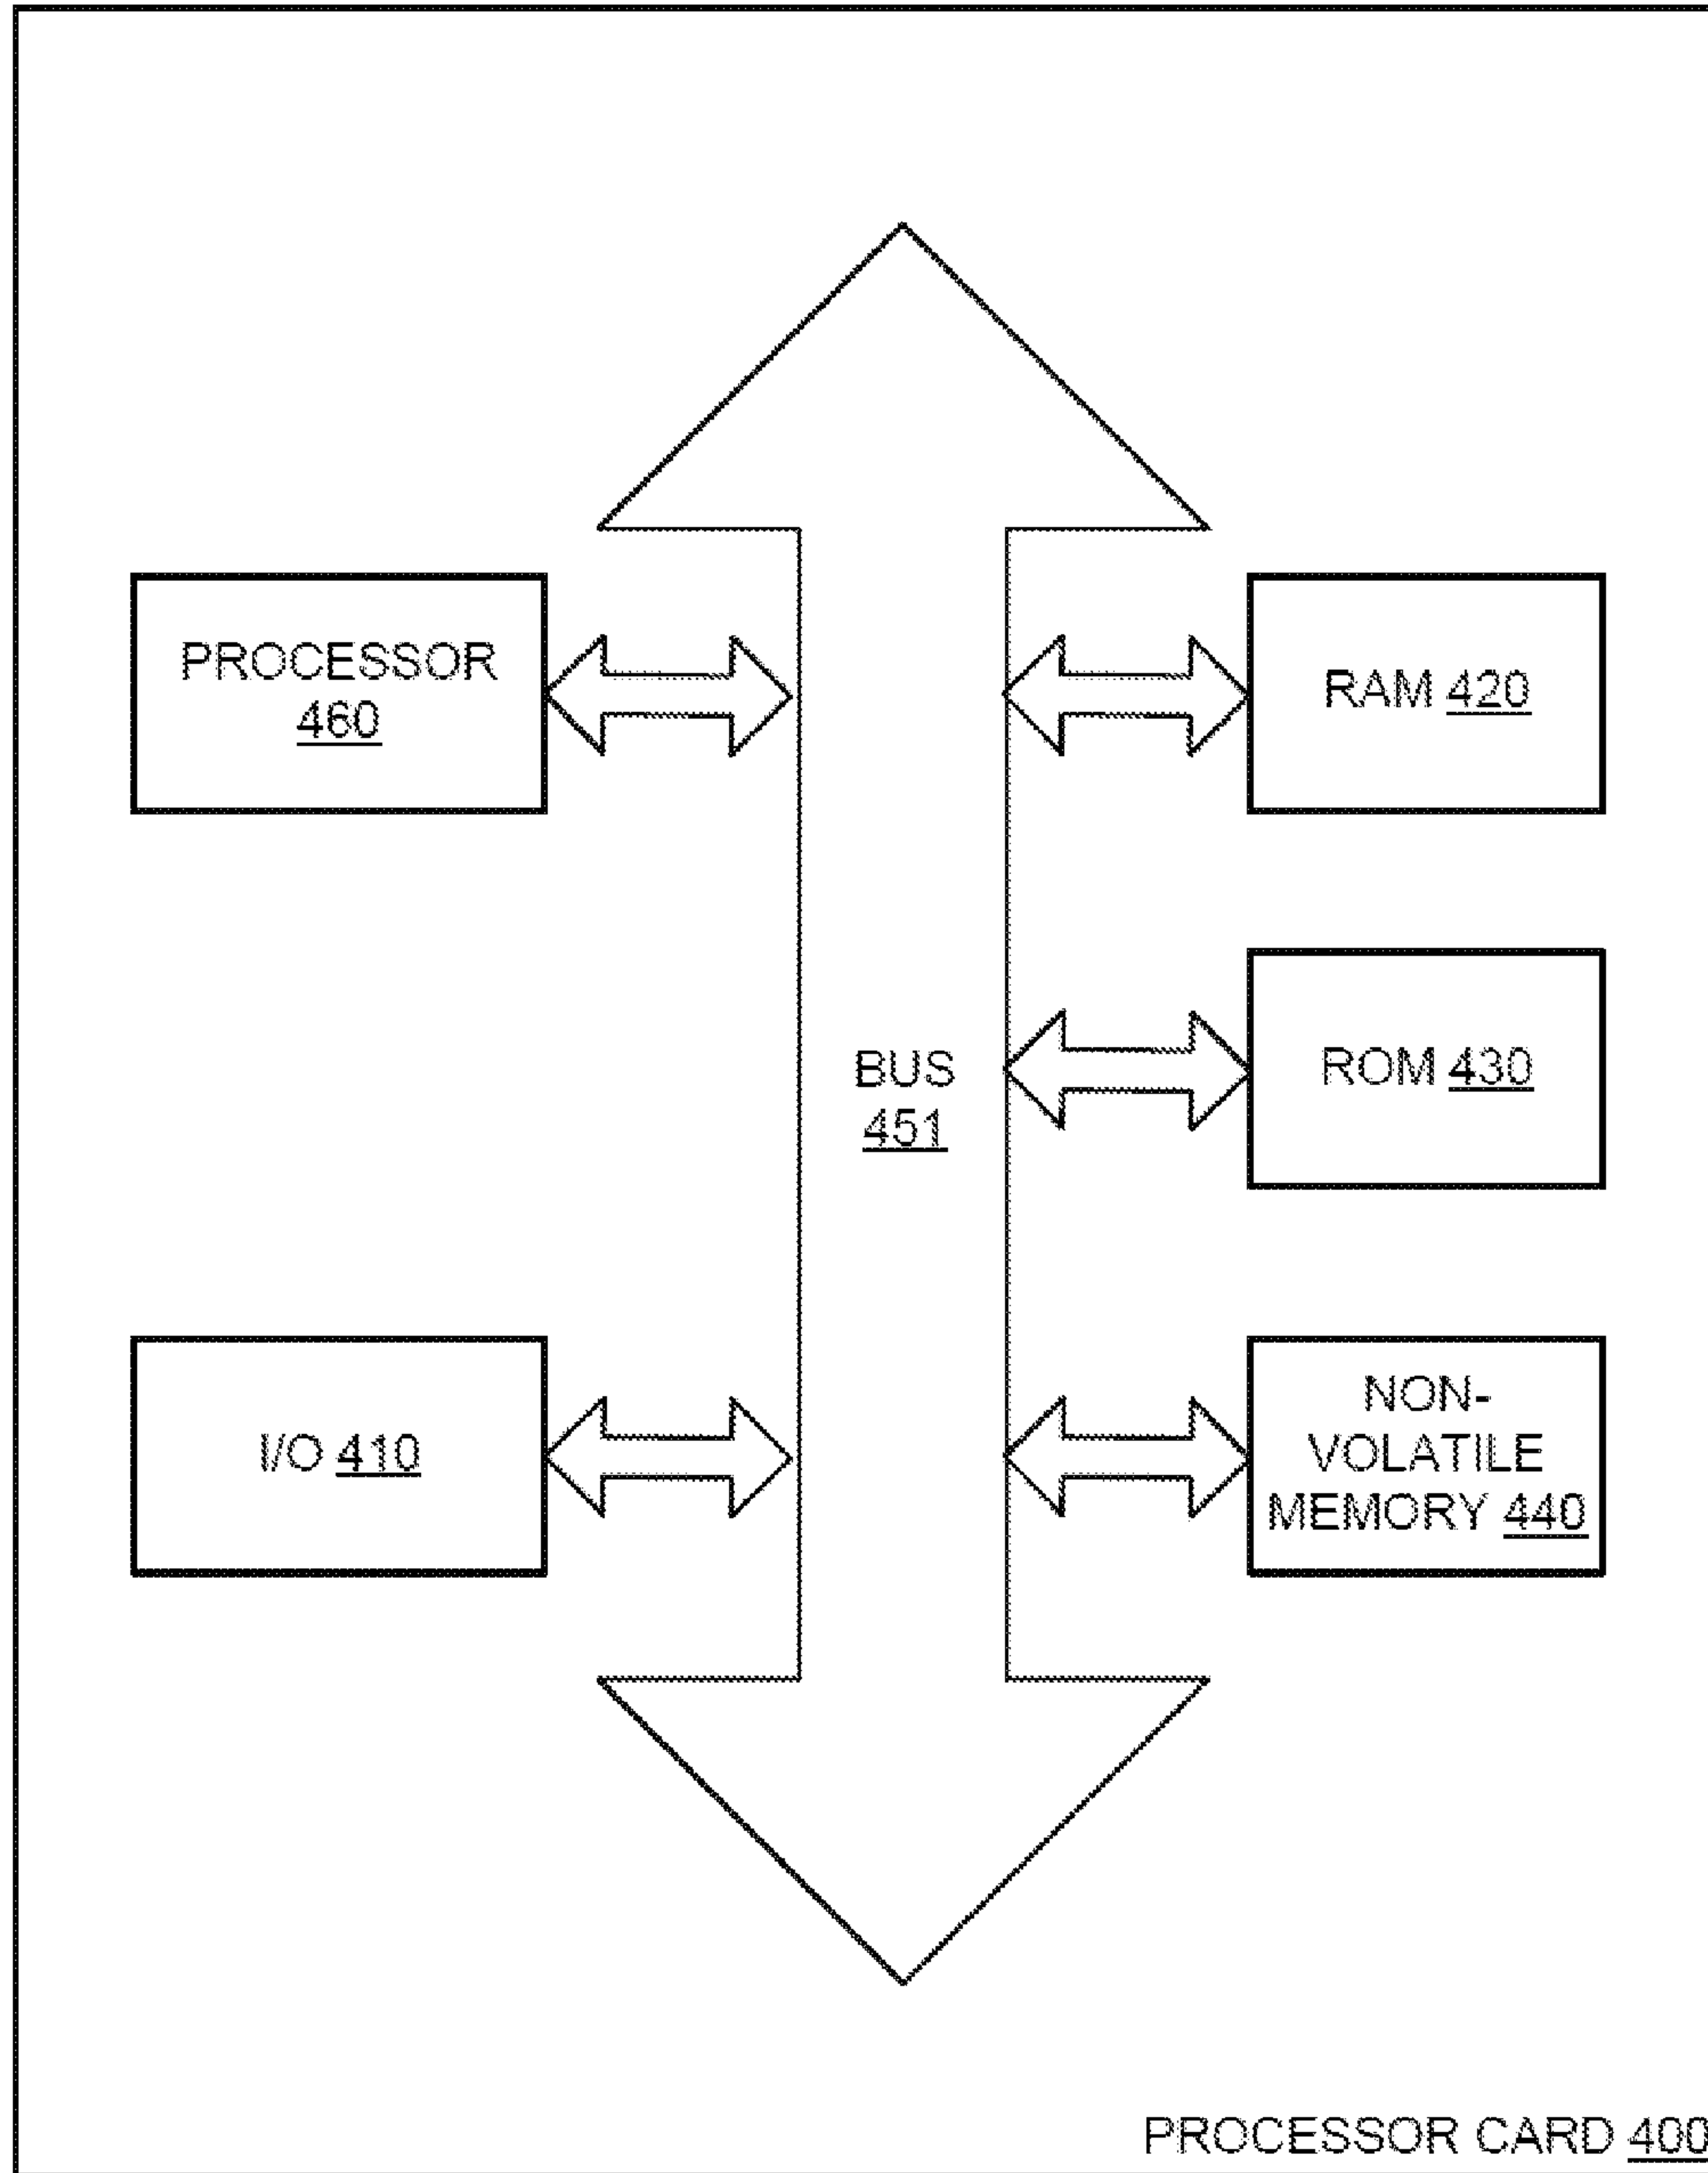 PROCESSOR
460
RAM 420
BUS
451
ROM 430
I/O 410
NON-
VOLATILE
MEMORY 440
PROCESSOR CARD 400